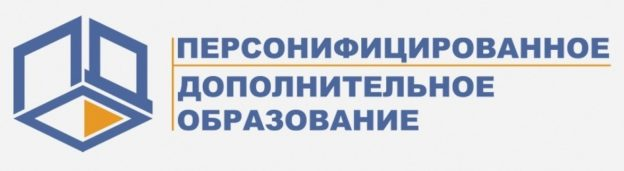 ПЕРСОНИФИЦИРОВАННОЕ
ДОПОЛНИТЕЛЬНОЕ
ОБРАЗОВАНИЕ